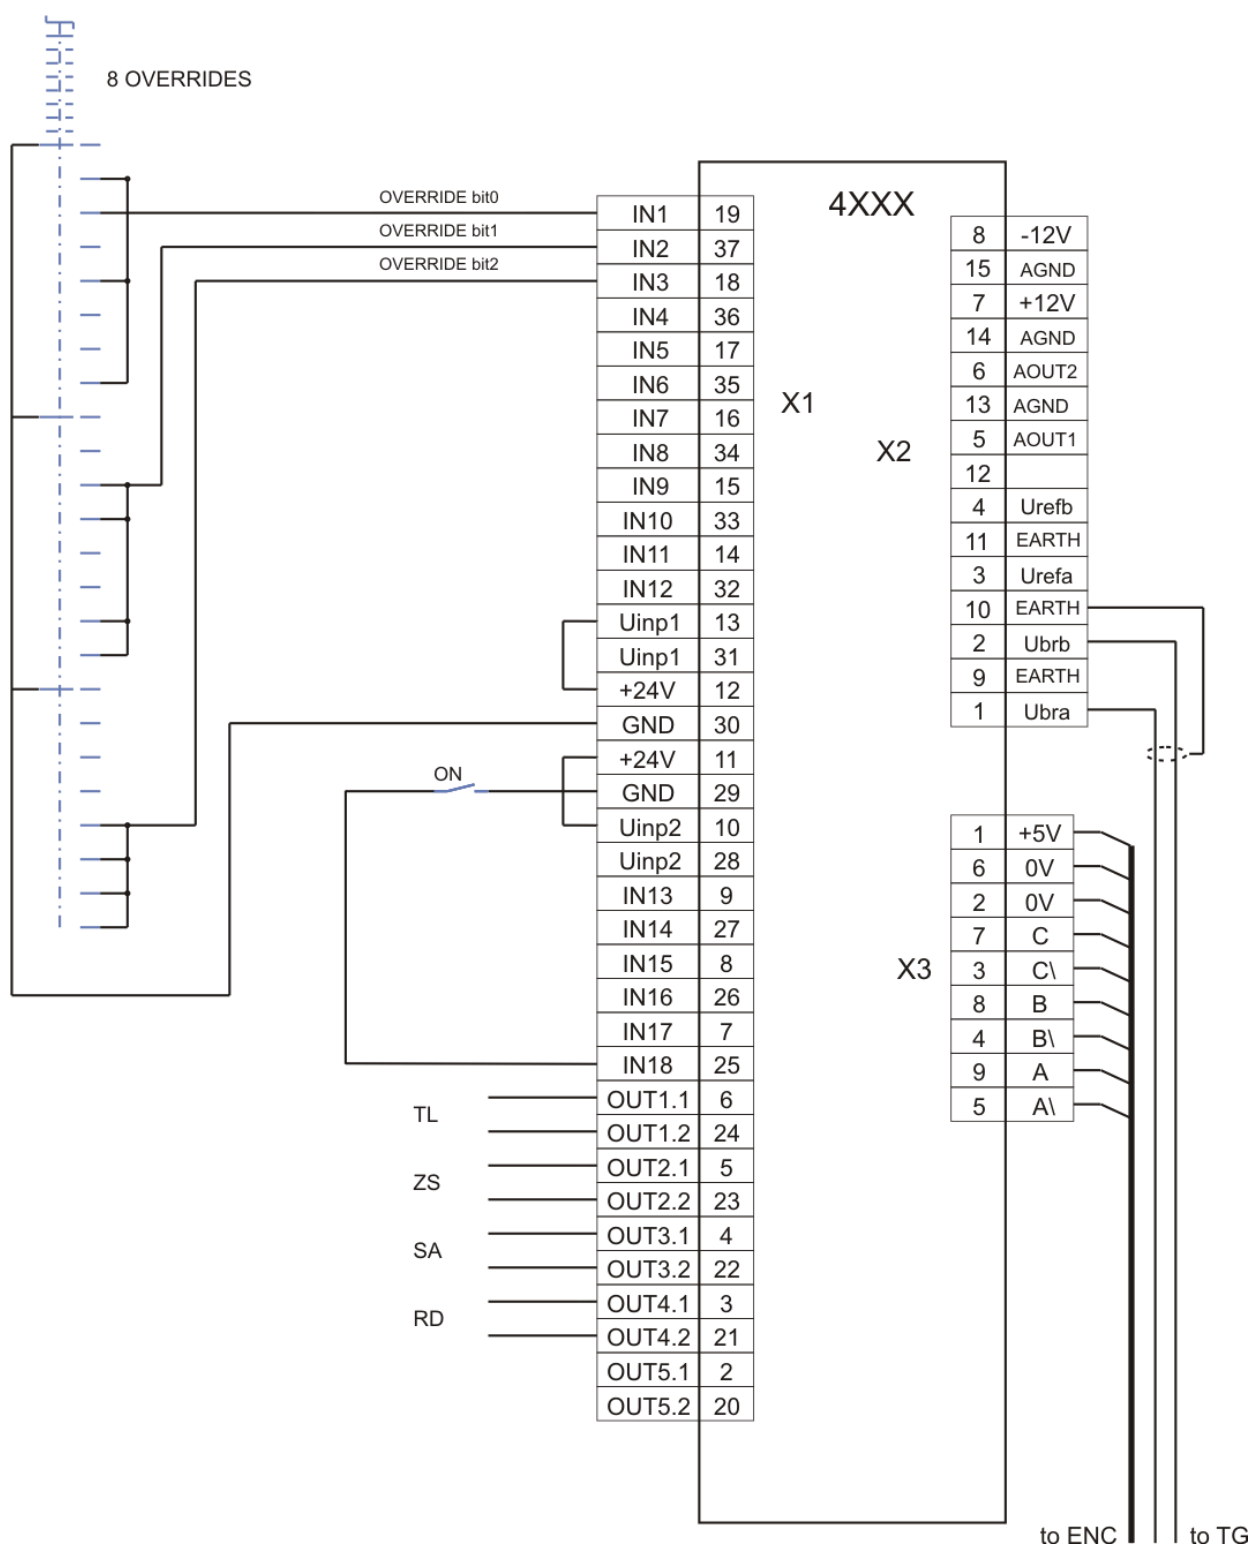 8 OVERRIDES
OVERRIDE bit0
OVERRIDE bit1
OVERRIDE bit2
4XXX
X1
IN1 19
IN2 37
IN3 18
IN4 36
IN5 17
IN6 35
IN7 16
IN8 34
IN9 15
IN10 33
IN11 14
IN12 32
Uinp1 13
Uinp1 31
+24V 12
GND 30
+24V 11
GND 29
Uinp2 10
Uinp2 28
IN13 9
IN14 27
IN15 8
IN16 26
IN17 7
IN18 25
OUT1.1 6
OUT1.2 24
OUT2.1 5
OUT2.2 23
OUT3.1 4
OUT3.2 22
OUT4.1 3
OUT4.2 21
OUT5.1 2
OUT5.2 20
ON
TL
ZS
SA
RD
X2
8 -12V
15 AGND
7 +12V
14 AGND
6 AOUT2
13 AGND
5 AOUT1
12
4 Urefb
11 EARTH
3 Urefa
10 EARTH
2 Ubrb
9 EARTH
1 Ubra
X3
1 +5V
6 0V
2 0V
7 C
3 C\
8 B
4 B\
9 A
5 A\
to ENC
to TG